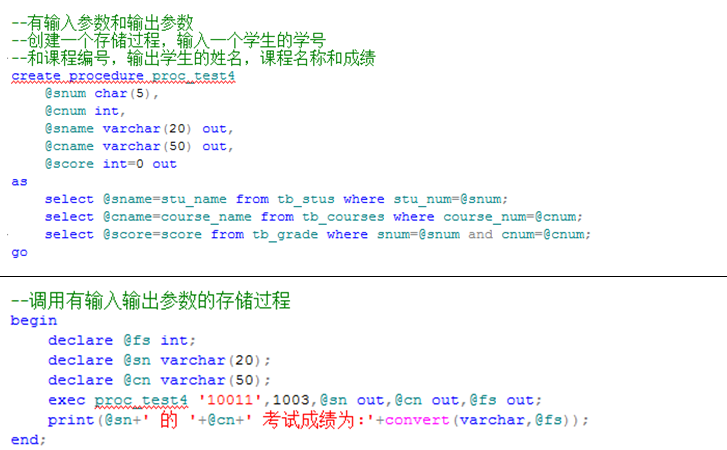 --有输入参数和输出参数
--创建一个存储过程，输入一个学生的学号
--和课程编号，输出学生的姓名，课程名称和成绩
create procedure proc_test4
@snum char(5),
@cnum int,
@sname varchar(20) out,
@cname varchar(50) out,
@score int=0 out
as
select @sname=stu_name from tb_stus where stu_num=@snum;
select @cname=course_name from tb_courses where course_num=@cnum;
select @score=score from tb_grade where snum=@snum and cnum=@cnum;
go
--调用有输入输出参数的存储过程
begin
declare @fs int;
declare @sn varchar(20);
declare @cn varchar(50);
exec proc_test4 '10011',1003,@sn out,@cn out,@fs out;
print(@sn+' 的 '+@cn+' 考试成绩为:'+convert(varchar,@fs));
end;